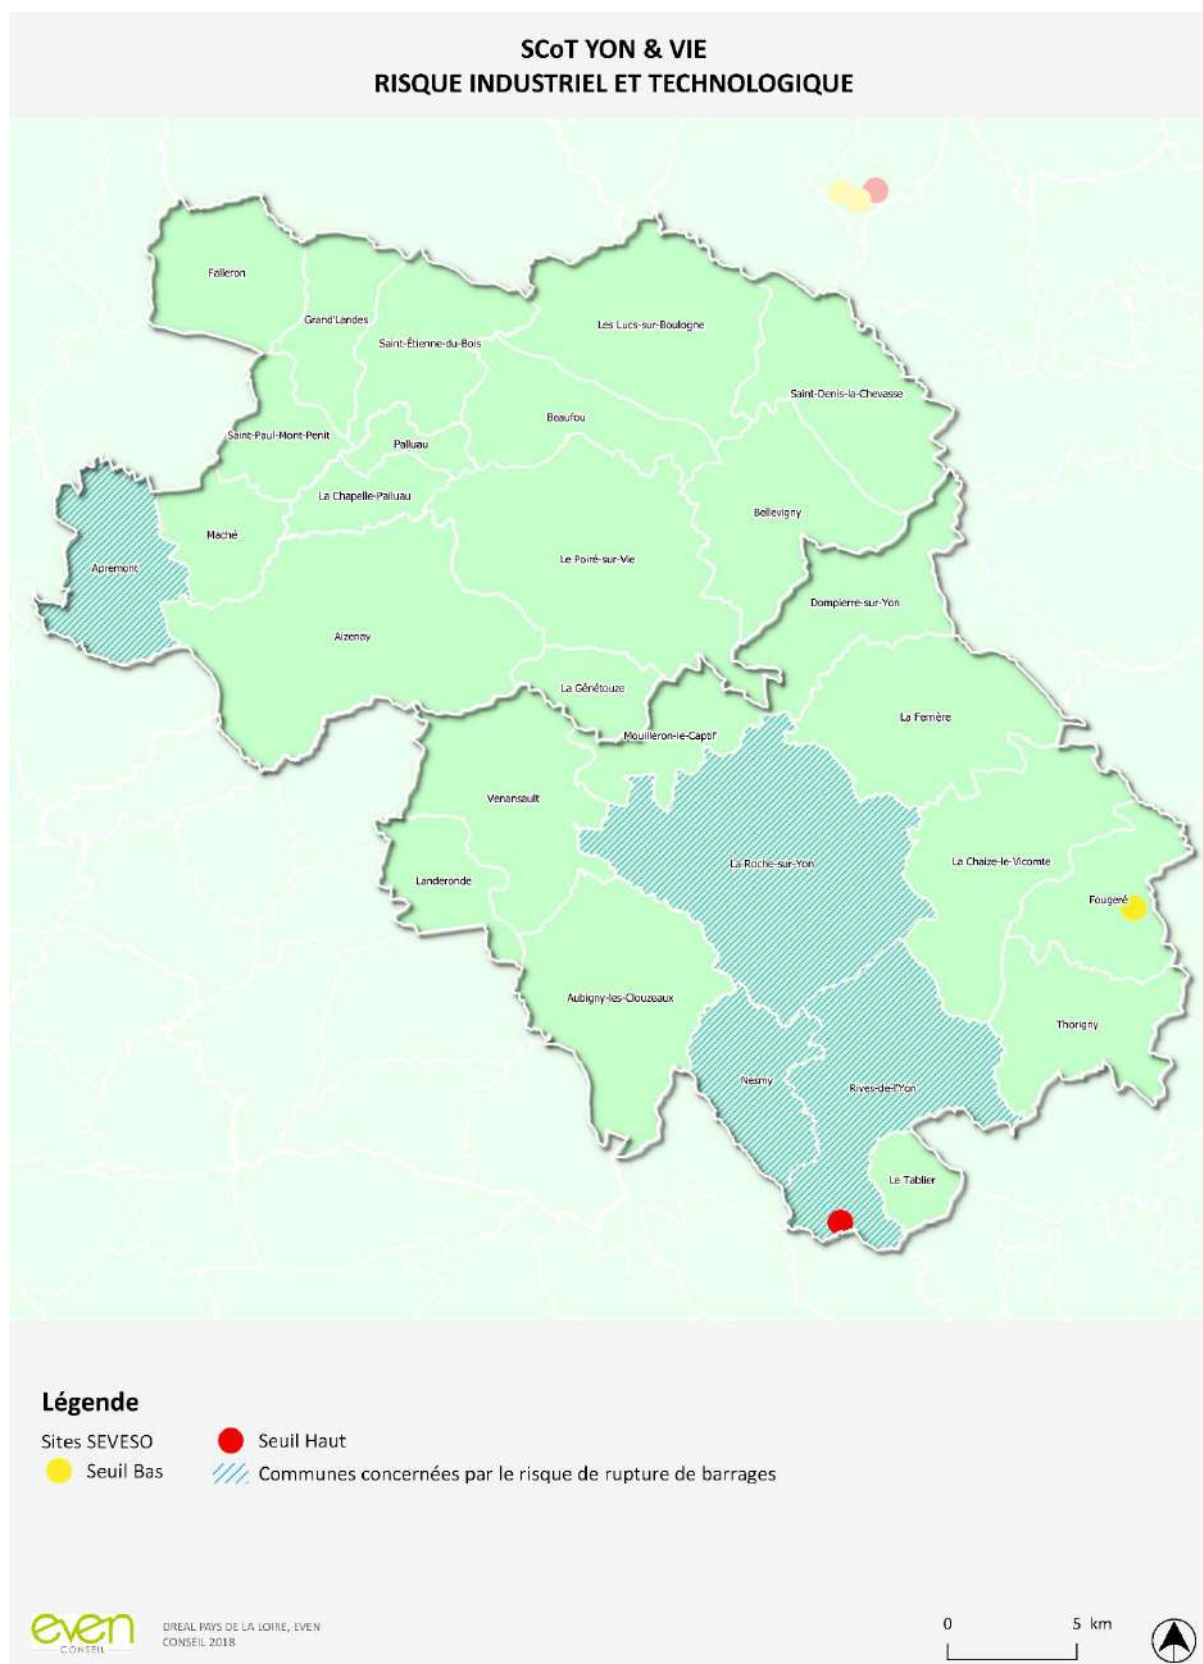 SCoT YON & VIE
RISQUE INDUSTRIEL ET TECHNOLOGIQUE
Falleron
Grand'Landes
Saint-Étienne-du-Bois
Les Lucs-sur-Boulogne
Saint-Denis-la-Chevasse
Beaufou
Saint-Paul-Mont-Penit
Palluau
La Chapelle-Palluau
Bellevigny
Maché
Le Poiré-sur-Vie
Apremont
Dompierre-sur-Yon
Aizenay
La Génétouze
La Ferrière
Mouilleron-le-Captif
Venansault
La Roche-sur-Yon
La Chaize-le-Vicomte
Landeronde
Fougeré
Aubigny-les-Clouzeaux
Thorigny
Nesmy
Rives-de-l'Yon
Le Tablier
Légende
Sites SEVESO
Seuil Haut
Seuil Bas
Communes concernées par le risque de rupture de barrages
even
CONSEIL
DREAL PAYS DE LA LOIRE, EVEN
CONSEIL 2018
0 5 km